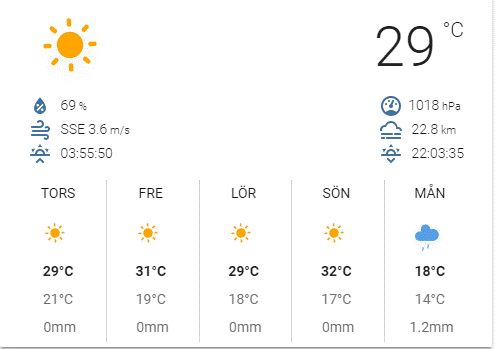 29 °C
69 % 1018 hPa
SSE 3.6 m/s 22.8 km
03:55:50 22:03:35
TORS FRE LÖR SÖN MÅN
29°C 31°C 29°C 32°C 18°C
21°C 19°C 18°C 17°C 14°C
0mm 0mm 0mm 0mm 1.2mm